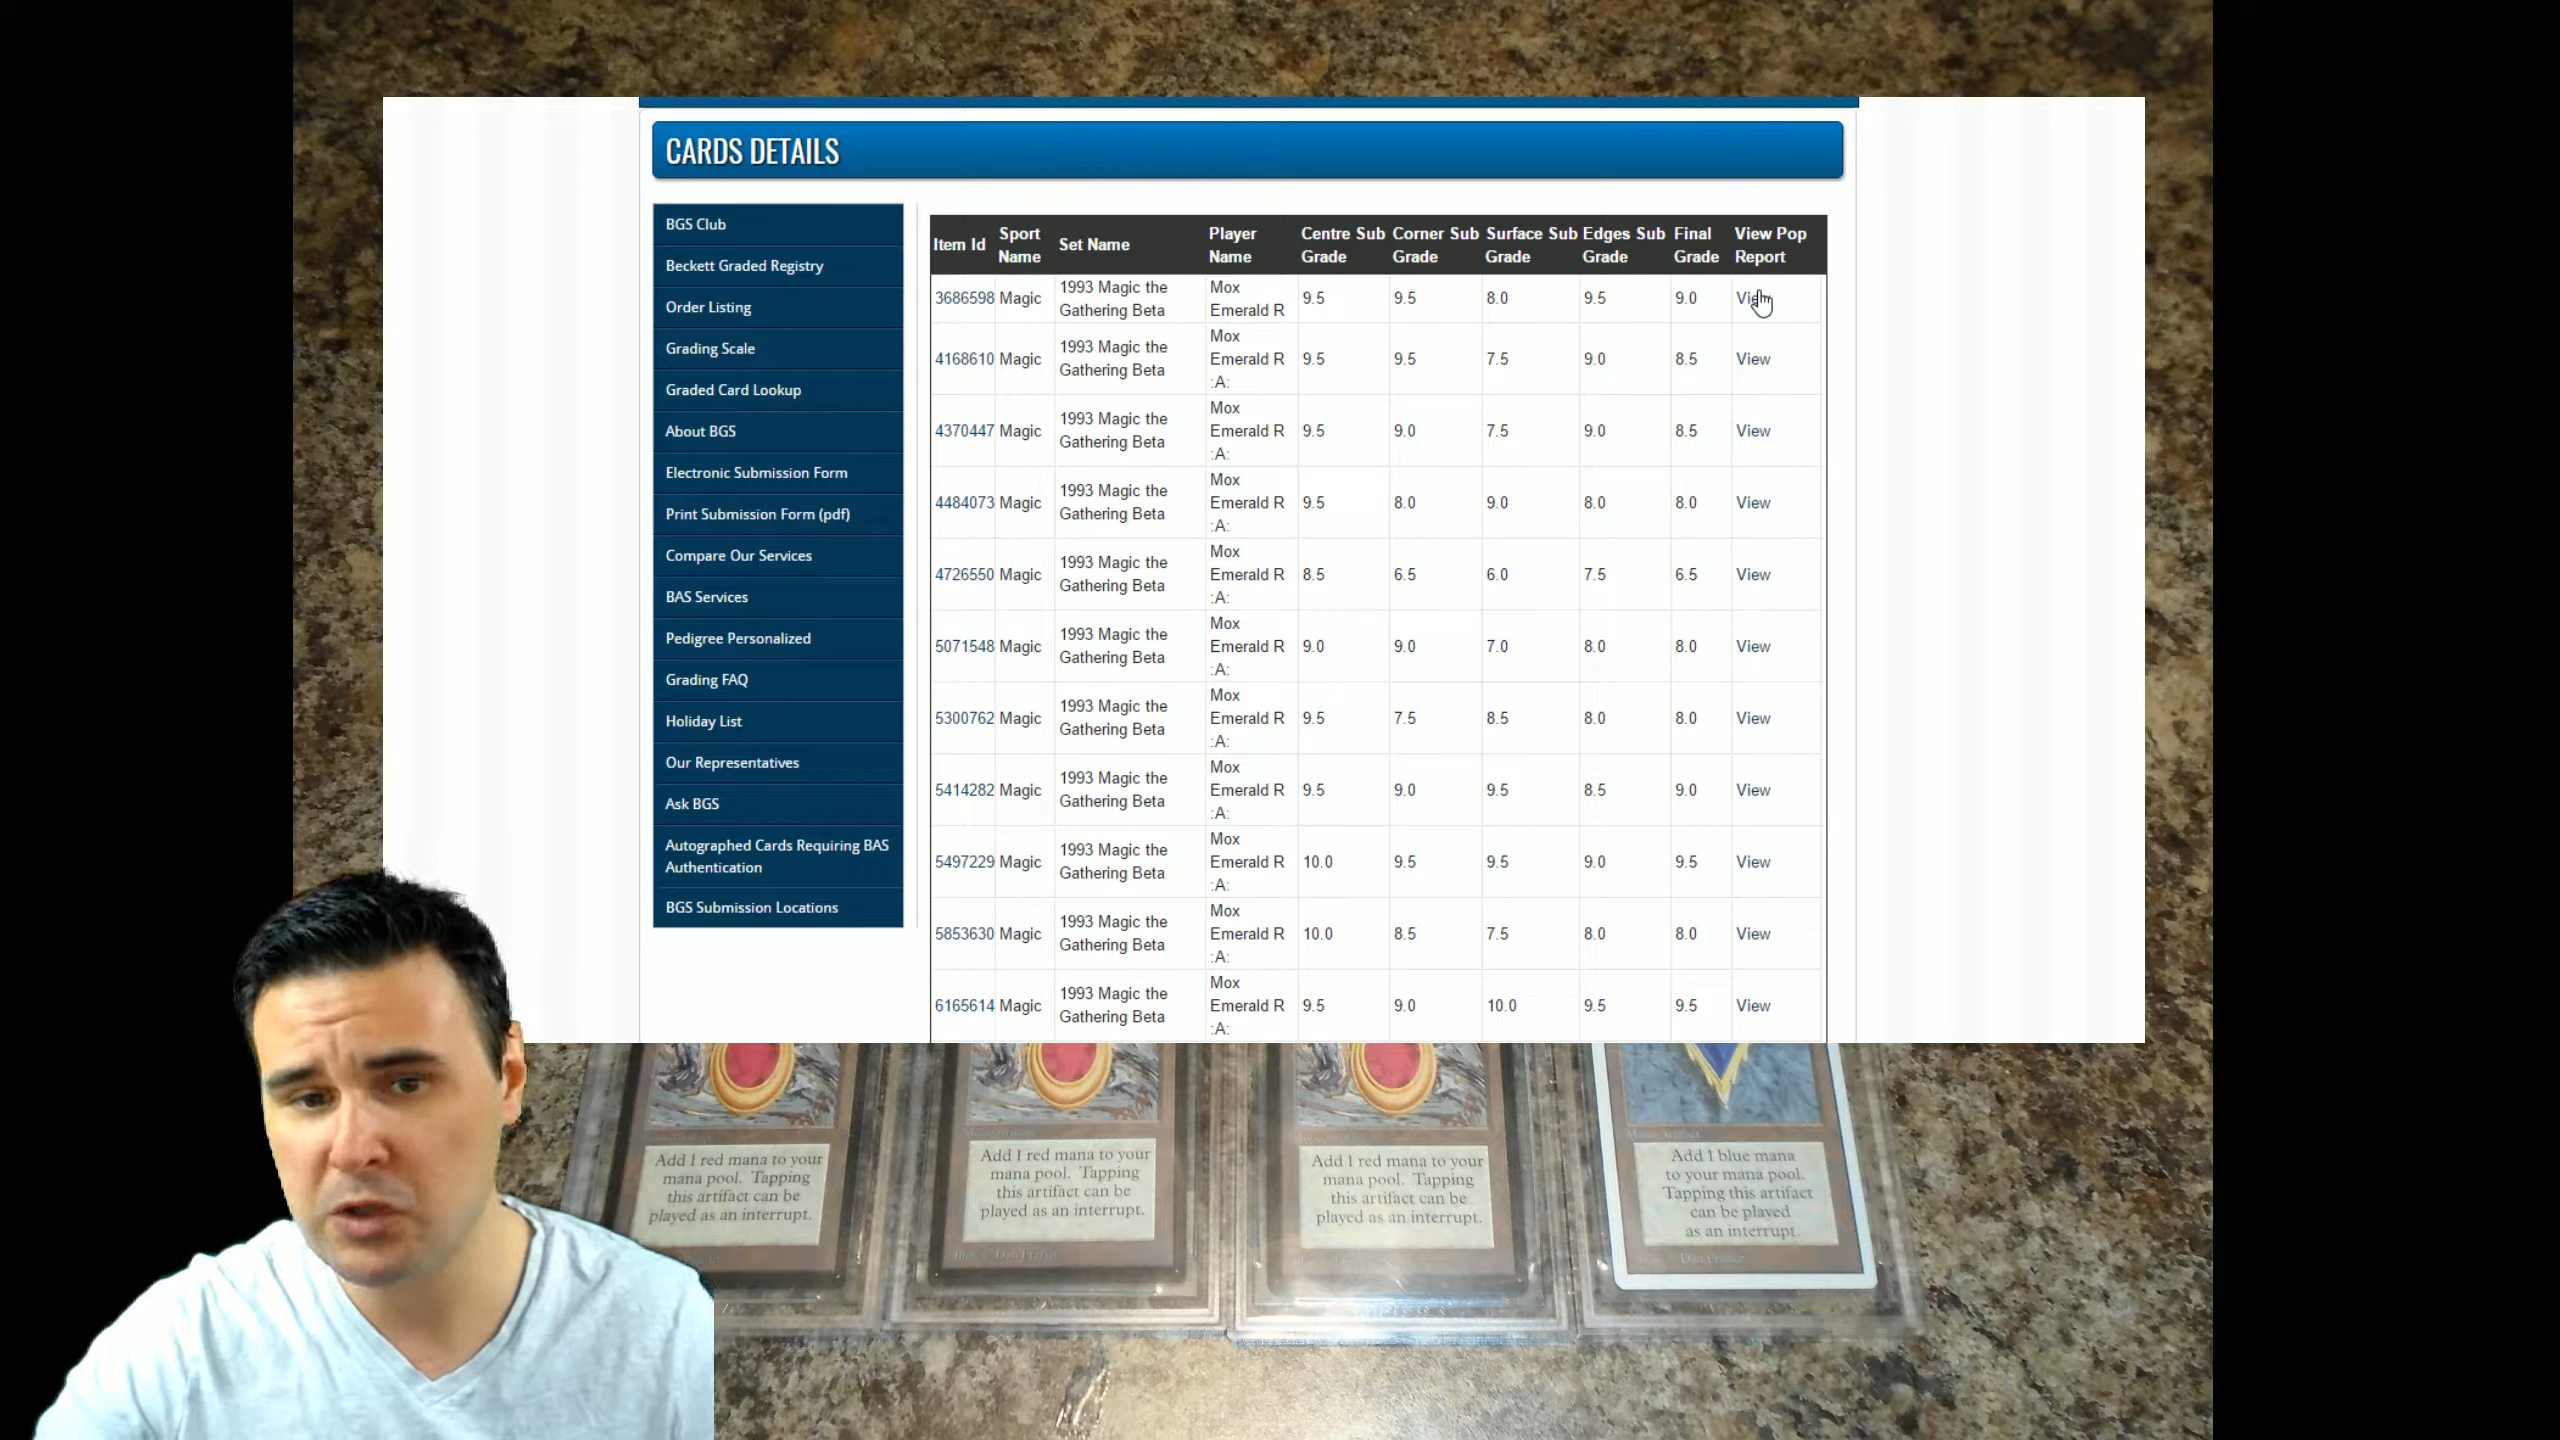 CARDS DETAILS
BGS Club
Beckett Graded Registry
Order Listing
Grading Scale
Graded Card Lookup
About BGS
Electronic Submission Form
Print Submission Form (pdf)
Compare Our Services
BAS Services
Pedigree Personalized
Grading FAQ
Holiday List
Our Representatives
Ask BGS
Autographed Cards Requiring BAS
Authentication
BGS Submission Locations
Item Id Sport Name Set Name Player Name Centre Sub Grade Corner Sub Grade Surface Sub Grade Edges Sub Grade Final Grade View Pop Report
3686598 Magic 1993 Magic the Gathering Beta Mox Emerald R 9.5 9.5 8.0 9.5 9.0 View
4168610 Magic 1993 Magic the Gathering Beta Mox Emerald R :A: 9.5 9.5 7.5 9.0 8.5 View
4370447 Magic 1993 Magic the Gathering Beta Mox Emerald R :A: 9.5 9.0 7.5 9.0 8.5 View
4484073 Magic 1993 Magic the Gathering Beta Mox Emerald R :A: 9.5 8.0 9.0 8.0 8.0 View
4726550 Magic 1993 Magic the Gathering Beta Mox Emerald R :A: 8.5 6.5 6.0 7.5 6.5 View
5071548 Magic 1993 Magic the Gathering Beta Mox Emerald R :A: 9.0 9.0 7.0 8.0 8.0 View
5300762 Magic 1993 Magic the Gathering Beta Mox Emerald R :A: 9.5 7.5 8.5 8.0 8.0 View
5414282 Magic 1993 Magic the Gathering Beta Mox Emerald R :A: 9.5 9.0 9.5 8.5 9.0 View
5497229 Magic 1993 Magic the Gathering Beta Mox Emerald R :A: 10.0 9.5 9.5 9.0 9.5 View
5853630 Magic 1993 Magic the Gathering Beta Mox Emerald R :A: 10.0 8.5 7.5 8.0 8.0 View
6165614 Magic 1993 Magic the Gathering Beta Mox Emerald R :A: 9.5 9.0 10.0 9.5 9.5 View
Add 1 red mana to your
mana pool. Tapping
this artifact can be
played as an interrupt.
Add 1 red mana to your
mana pool. Tapping
this artifact can be
played as an interrupt.
Dan Frazier
Add 1 red mana to your
mana pool. Tapping
this artifact can be
played as an interrupt.
Add 1 blue mana
to your mana pool.
Tapping this artifact
can be played
as an interrupt.
Dan Frazier